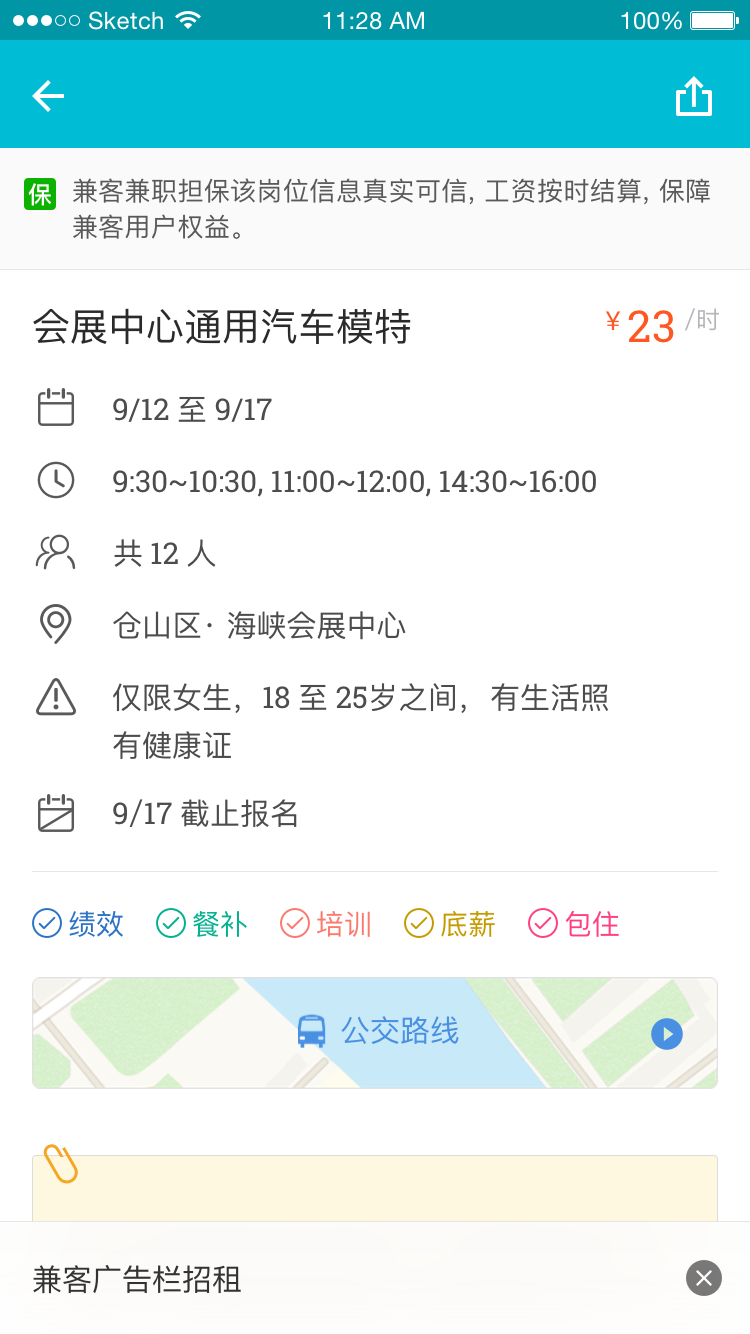 Sketch 11:28 AM 100%
保 兼客兼职担保该岗位信息真实可信, 工资按时结算, 保障
兼客用户权益。
会展中心通用汽车模特 ¥ 23 /时
9/12 至 9/17
9:30~10:30, 11:00~12:00, 14:30~16:00
共 12 人
仓山区· 海峡会展中心
仅限女生，18 至 25岁之间， 有生活照
有健康证
9/17 截止报名
绩效 餐补 培训 底薪 包住
公交路线
兼客广告栏招租